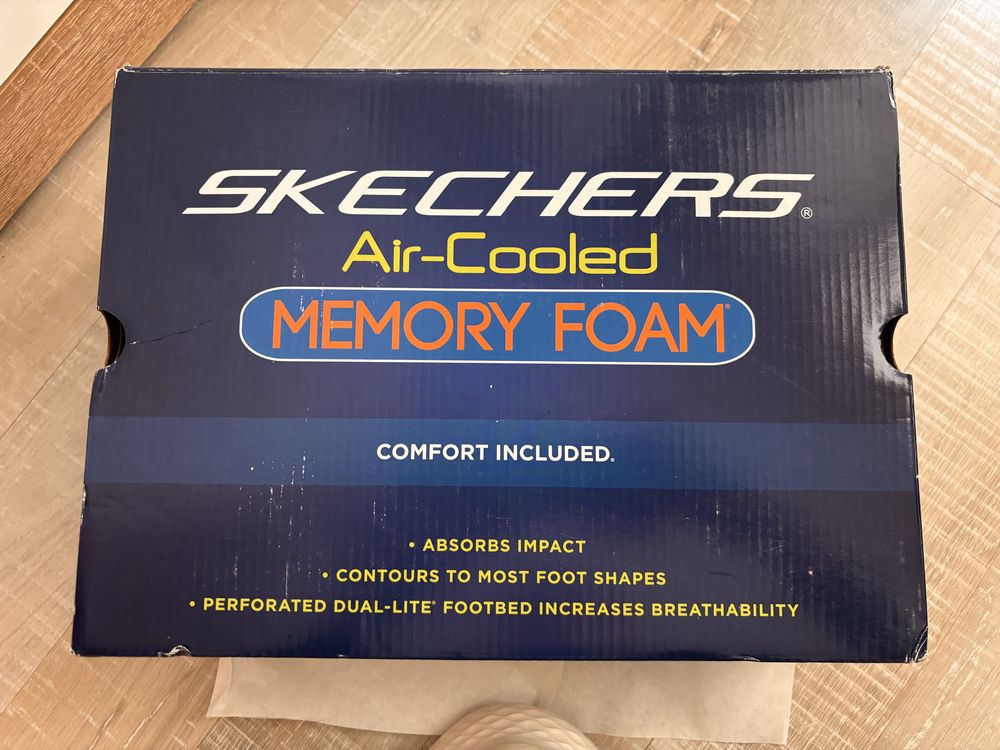 SKECHERS®
Air-Cooled
MEMORY FOAM®
COMFORT INCLUDED.
• ABSORBS IMPACT
• CONTOURS TO MOST FOOT SHAPES
• PERFORATED DUAL-LITE® FOOTBED INCREASES BREATHABILITY